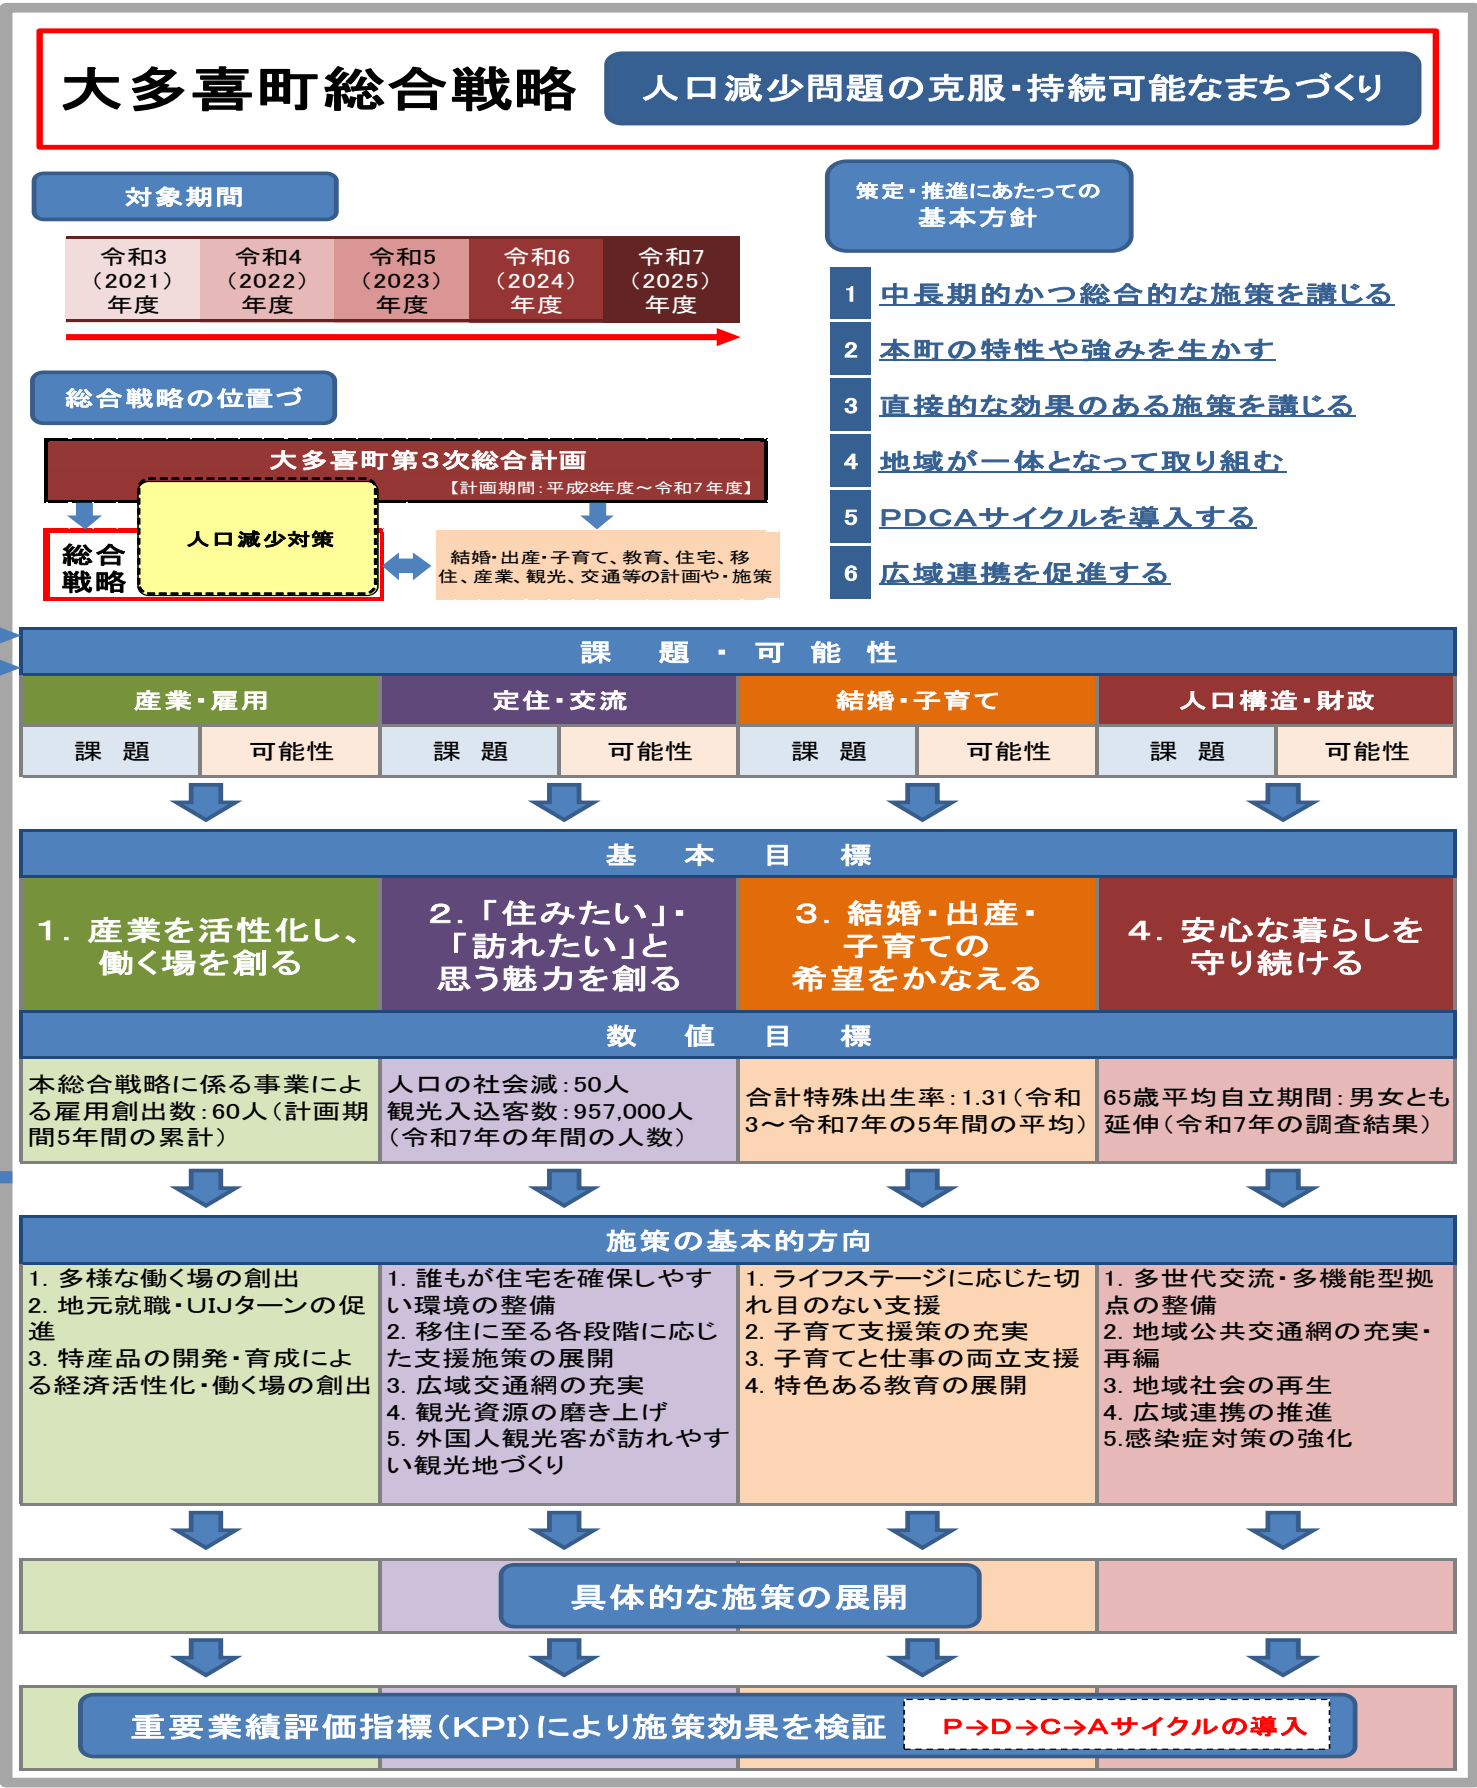 大多喜町総合戦略
人口減少問題の克服・持続可能なまちづくり
対象期間
令和3
（2021）
年度
令和4
（2022）
年度
令和5
（2023）
年度
令和6
（2024）
年度
令和7
（2025）
年度
総合戦略の位置づ
大多喜町第3次総合計画
【計画期間：平成28年度～令和7年度】
総合
戦略
人口減少対策
結婚・出産・子育て、教育、住宅、移
住、産業、観光、交通等の計画や・施策
策定・推進にあたっての
基本方針
1 中長期的かつ総合的な施策を講じる
2 本町の特性や強みを生かす
3 直接的な効果のある施策を講じる
4 地域が一体となって取り組む
5 PDCAサイクルを導入する
6 広域連携を促進する
課題・可能性
産業・雇用
定住・交流
結婚・子育て
人口構造・財政
課題 可能性 課題 可能性 課題 可能性 課題 可能性
基本目標
1．産業を活性化し、
働く場を創る
2．「住みたい」・
「訪れたい」と
思う魅力を創る
3．結婚・出産・
子育ての
希望をかなえる
4．安心な暮らしを
守り続ける
数値目標
本総合戦略に係る事業によ
る雇用創出数：60人（計画期
間5年間の累計）
人口の社会減：50人
観光入込客数：957,000人
（令和7年の年間の人数）
合計特殊出生率：1.31（令和
3～令和7年の5年間の平均）
65歳平均自立期間：男女とも
延伸（令和7年の調査結果）
施策の基本的方向
1. 多様な働く場の創出
2. 地元就職・UIJターンの促
進
3. 特産品の開発・育成によ
る経済活性化・働く場の創出
1. 誰もが住宅を確保しやす
い環境の整備
2. 移住に至る各段階に応じ
た支援施策の展開
3. 広域交通網の充実
4. 観光資源の磨き上げ
5. 外国人観光客が訪れやす
い観光地づくり
1. ライフステージに応じた切
れ目のない支援
2. 子育て支援策の充実
3. 子育てと仕事の両立支援
4. 特色ある教育の展開
1. 多世代交流・多機能型拠
点の整備
2. 地域公共交通網の充実・
再編
3. 地域社会の再生
4. 広域連携の推進
5.感染症対策の強化
具体的な施策の展開
重要業績評価指標（KPI）により施策効果を検証
P→D→C→Aサイクルの導入